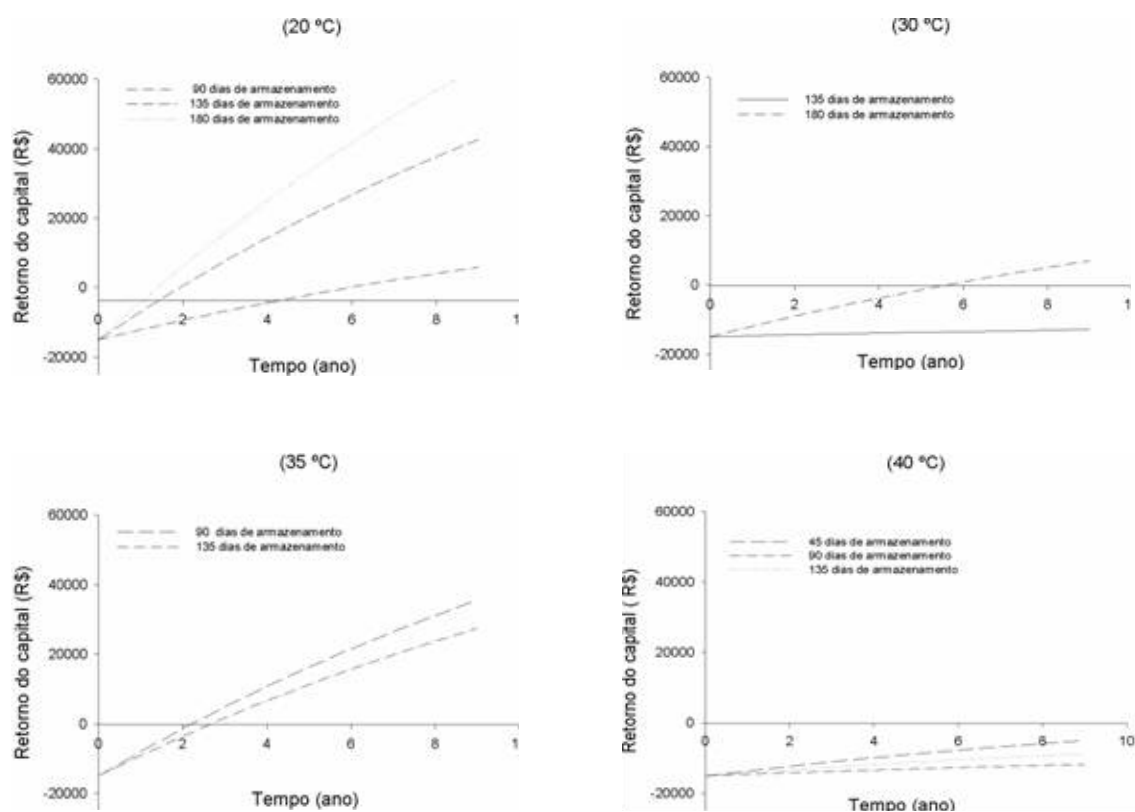 (20 ºC)
Retorno do capital (R$)
60000
40000
20000
0
-20000
90 dias de armazenamento
135 dias de armazenamento
180 dias de armazenamento
0 2 4 6 8 1
Tempo (ano)
(30 ºC)
Retorno do capital (R$)
60000
40000
20000
0
-20000
135 dias de armazenamento
180 dias de armazenamento
0 2 4 6 8 1
Tempo (ano)
(35 ºC)
Retorno do capital (R$)
60000
40000
20000
0
-20000
90 dias de armazenamento
135 dias de armazenamento
0 2 4 6 8 1
Tempo (ano)
(40 ºC)
Retorno do capital ( R$)
60000
40000
20000
0
-20000
45 dias de armazenamento
90 dias de armazenamento
135 dias de armazenamento
0 2 4 6 8 10
Tempo (ano)